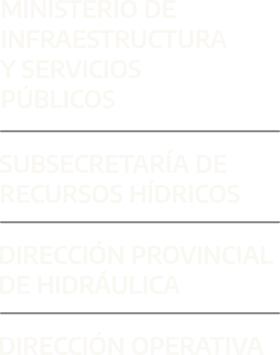 MINISTERIO DE
INFRAESTRUCTURA
Y SERVICIOS
PÚBLICOS
SUBSECRETARÍA DE
RECURSOS HÍDRICOS
DIRECCIÓN PROVINCIAL
DE HIDRÁULICA
DIRECCIÓN OPERATIVA